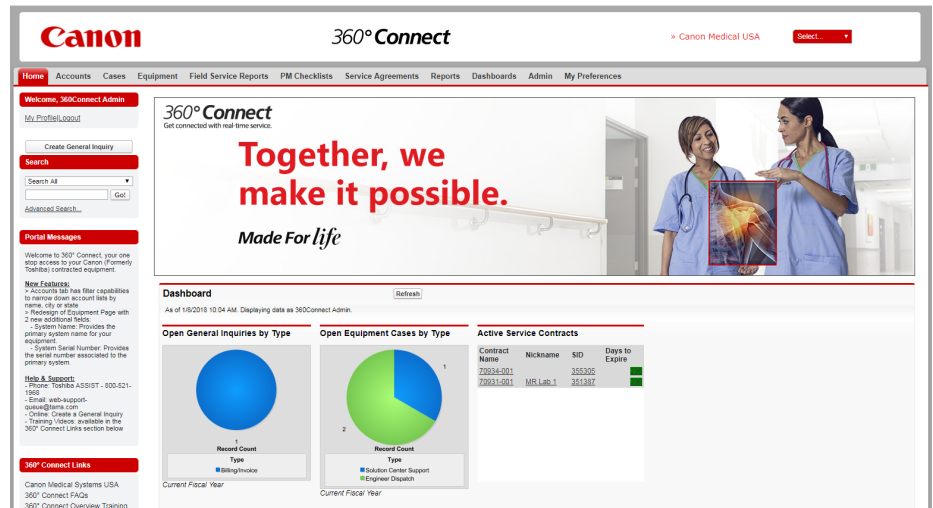 Canon
360° Connect
» Canon Medical USA
Select...
Home Accounts Cases Equipment Field Service Reports PM Checklists Service Agreements Reports Dashboards Admin My Preferences
Welcome, 360Connect Admin
My Profile|Logout
Create General Inquiry
Search
Search All
Go!
Advanced Search...
Portal Messages
Welcome to 360° Connect, your one
stop access to your Canon (Formerly
Toshiba) contracted equipment.
New Features:
> Accounts tab has filter capabilities
to narrow down account lists by
name, city or state
> Redesign of Equipment Page with
2 new additional fields:
- System Name: Provides the
primary system name for your
equipment.
- System Serial Number: Provides
the serial number associated to the
primary system.
Help & Support:
- Phone: Toshiba ASSIST - 800-521-
1968
- Email: web-support-
queue@tams.com
- Online: Create a General Inquiry
- Training Videos: available in the
360° Connect Links section below
360° Connect Links
Canon Medical Systems USA
360° Connect FAQs
360° Connect Overview Training
360° Connect
Get connected with real-time service.
Together, we
make it possible.
Made For life
Dashboard
Refresh
As of 1/8/2018 10:04 AM. Displaying data as 360Connect Admin.
Open General Inquiries by Type
1
Record Count
Type
Billing/Invoice
Current Fiscal Year
Open Equipment Cases by Type
1
2
Record Count
Type
Solution Center Support
Engineer Dispatch
Current Fiscal Year
Active Service Contracts
Contract Name Nickname SID Days to Expire
70934-001 355305
70931-001 MR Lab 1 351387